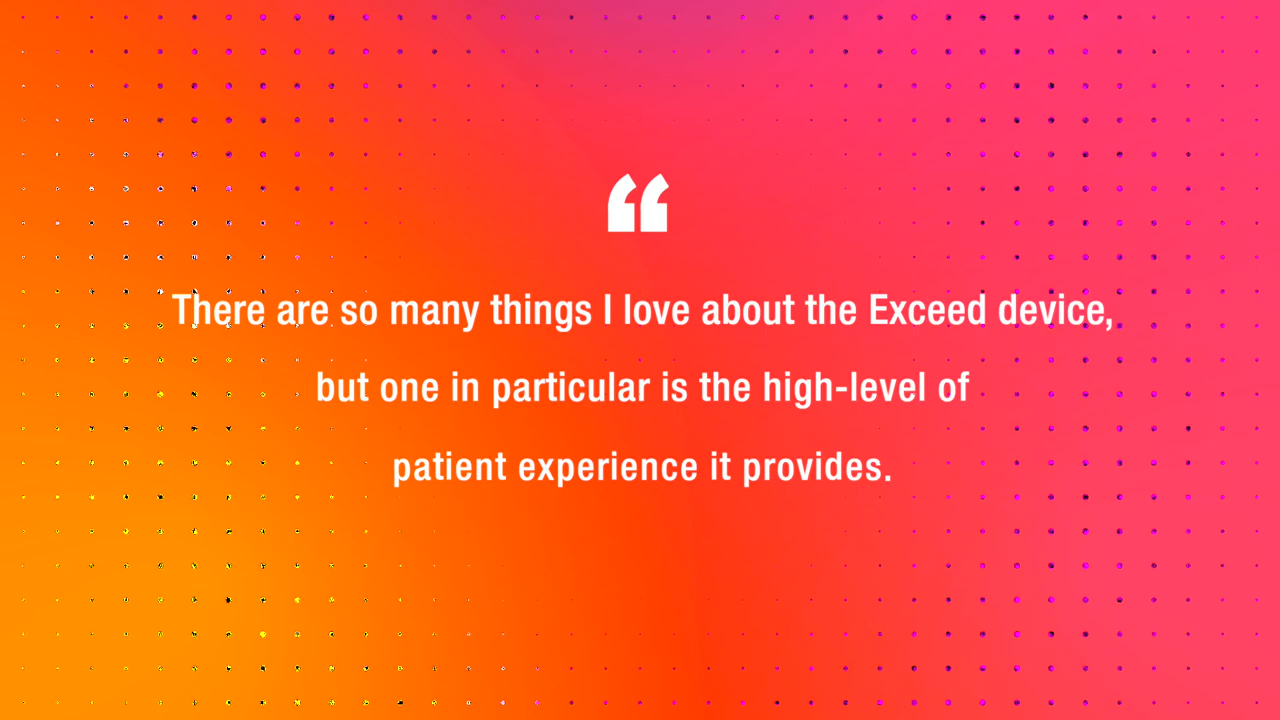 “
There are so many things I love about the Exceed device,
but one in particular is the high-level of
patient experience it provides.